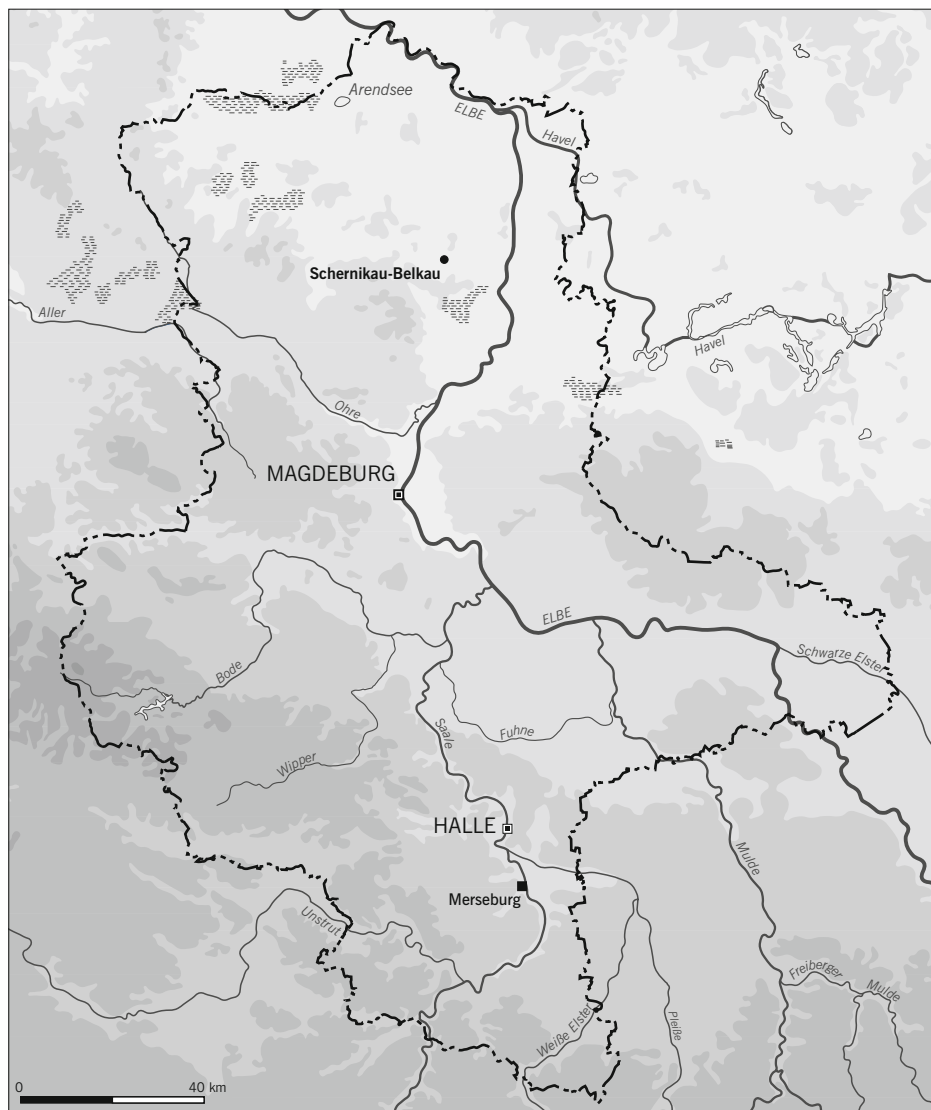 Arendsee
ELBE
Havel
Schernikau-Belkau
Aller
Havel
Ohre
MAGDEBURG
ELBE
Schwarze Elster
Bode
Saale
Fuhne
Wipper
HALLE
Mulde
Merseburg
Unstrut
Freiberger
Mulde
Weiße Elster
Pleiße
0 40 km